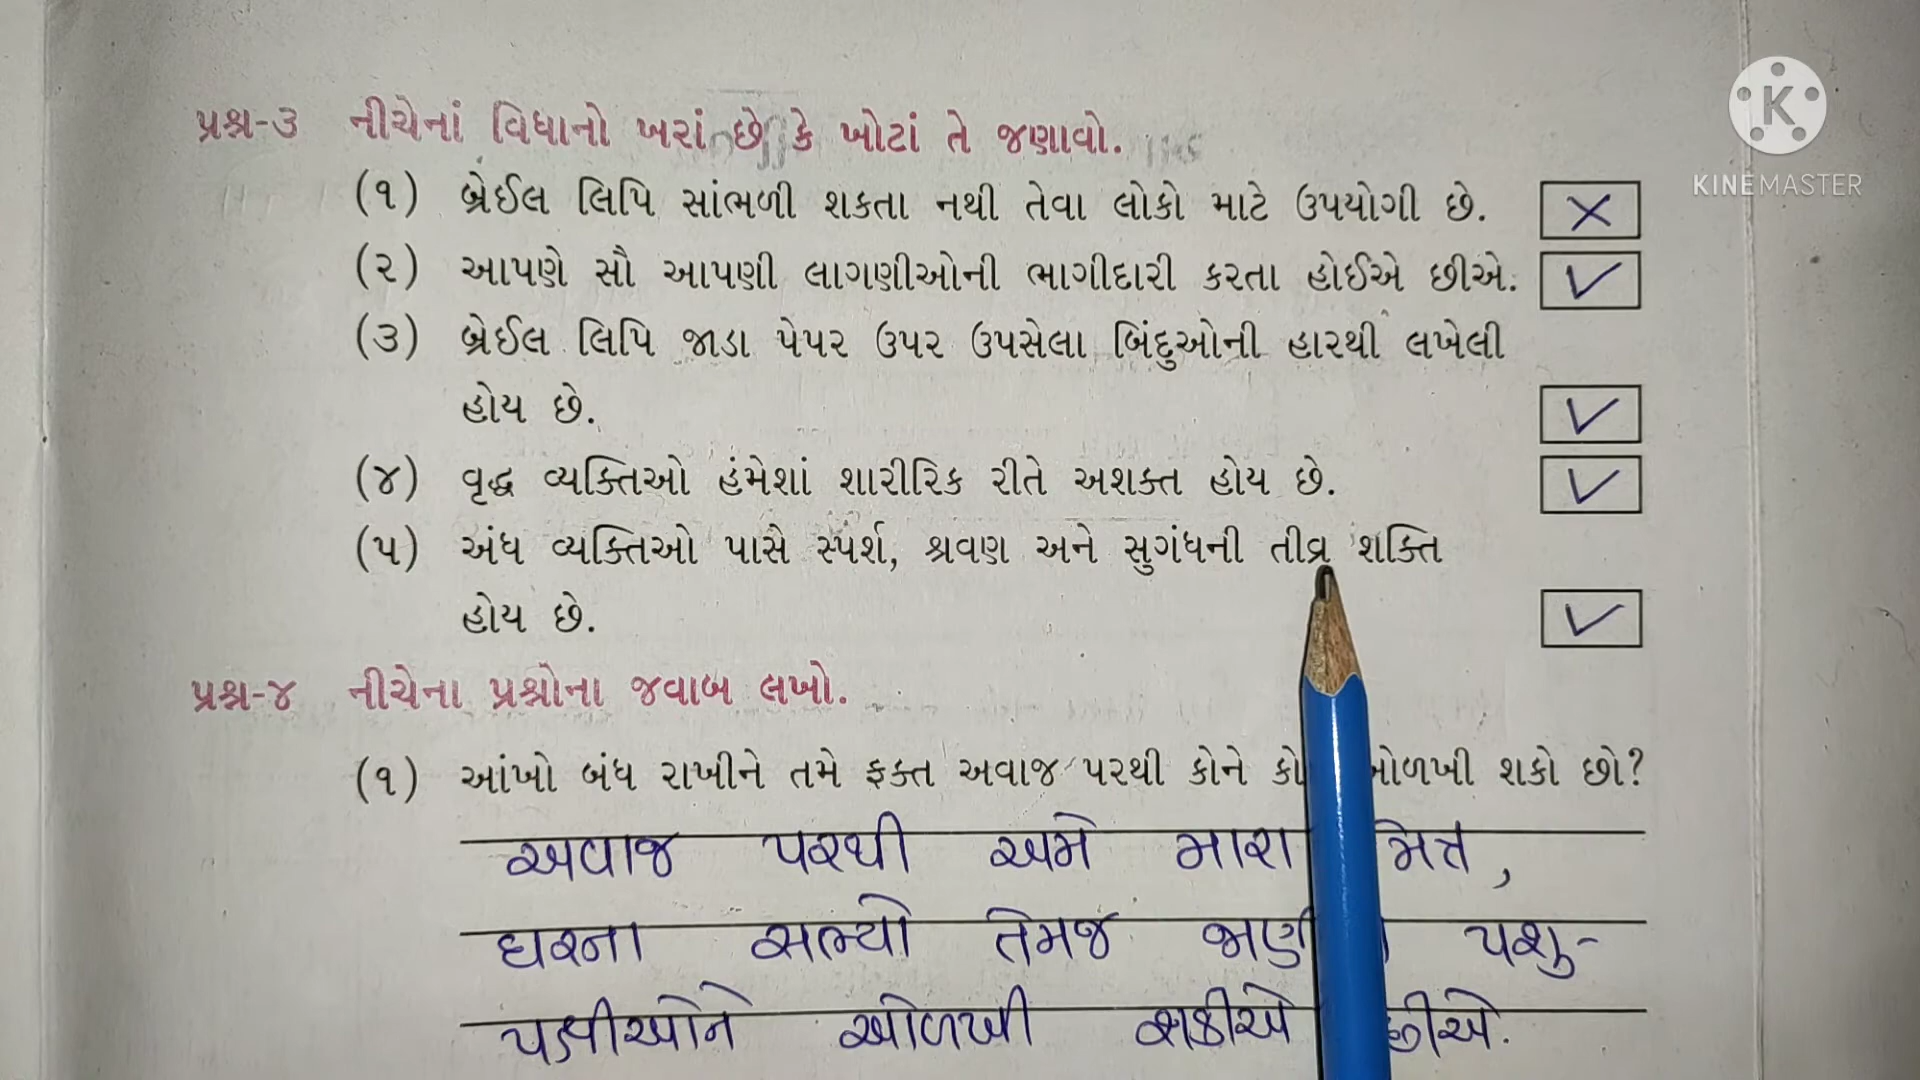 પ્રશ્ન-૩ નીચેનાં વિધાનો ખરાં છે કે ખોટાં તે જણાવો.
K
KINEMASTER
(૧) બ્રેઈલ લિપિ સાંભળી શકતા નથી તેવા લોકો માટે ઉપયોગી છે. ×
(૨) આપણે સૌ આપણી લાગણીઓની ભાગીદારી કરતા હોઈએ છીએ. ✓
(૩) બ્રેઈલ લિપિ જાડા પેપર ઉપર ઉપસેલા બિંદુઓની હારથી લખેલી
હોય છે. ✓
(૪) વૃદ્ધ વ્યક્તિઓ હંમેશાં શારીરિક રીતે અશક્ત હોય છે. ✓
(૫) અંધ વ્યક્તિઓ પાસે સ્પર્શ, શ્રવણ અને સુગંધની તીવ્ર શક્તિ
હોય છે. ✓
પ્રશ્ન-૪ નીચેના પ્રશ્નોના જવાબ લખો.
(૧) આંખો બંધ રાખીને તમે ફક્ત અવાજ પરથી કોને શકો છો?
અવાજ પરથી અમે મારા મિત્ર,
ઘરના સભ્યો તેમજ પશુ-
પક્ષીઓને ઓળખી શકીએ છીએ.